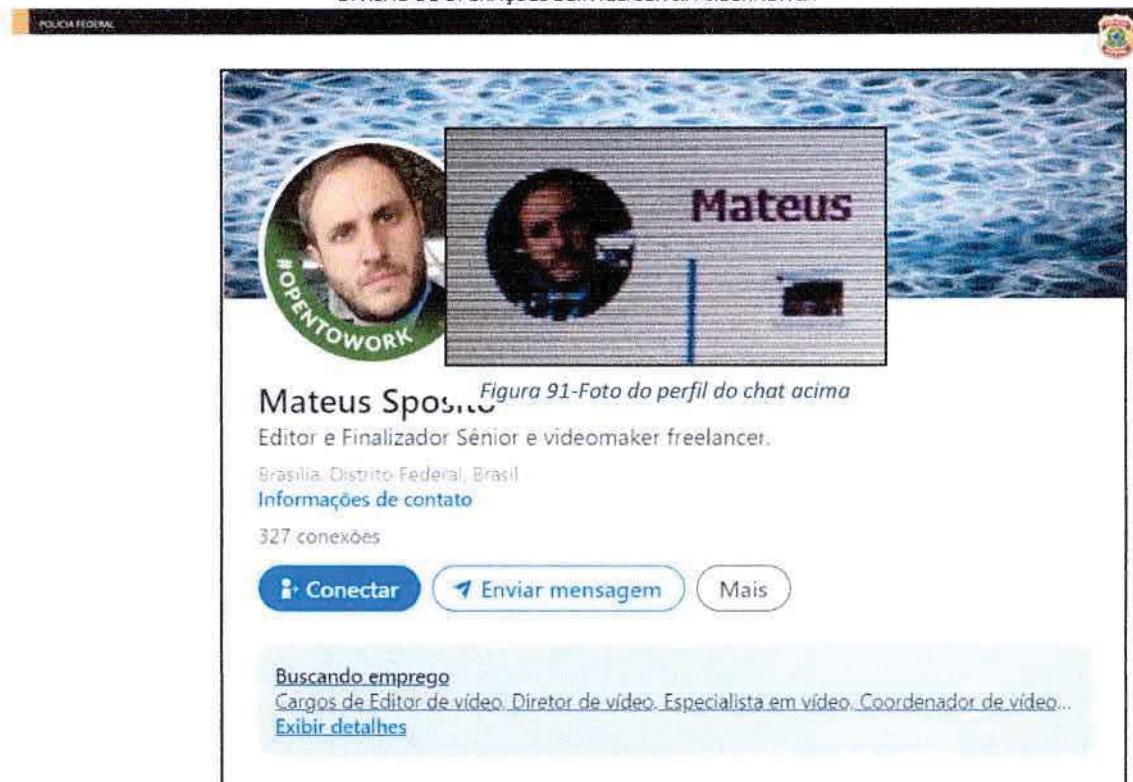 POLICIA FEDERAL
#OPENTOWORK
Mateus
Figura 91-Foto do perfil do chat acima
Mateus Sposito
Editor e Finalizador Sênior e videomaker freelancer.
Brasília, Distrito Federal, Brasil
Informações de contato
327 conexões
Conectar
Enviar mensagem
Mais
Buscando emprego
Cargos de Editor de vídeo, Diretor de vídeo, Especialista em vídeo, Coordenador de vídeo...
Exibir detalhes